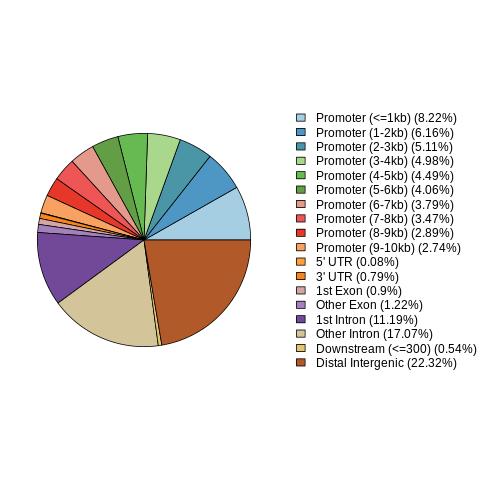 Promoter (<=1kb) (8.22%)
Promoter (1-2kb) (6.16%)
Promoter (2-3kb) (5.11%)
Promoter (3-4kb) (4.98%)
Promoter (4-5kb) (4.49%)
Promoter (5-6kb) (4.06%)
Promoter (6-7kb) (3.79%)
Promoter (7-8kb) (3.47%)
Promoter (8-9kb) (2.89%)
Promoter (9-10kb) (2.74%)
5' UTR (0.08%)
3' UTR (0.79%)
1st Exon (0.9%)
Other Exon (1.22%)
1st Intron (11.19%)
Other Intron (17.07%)
Downstream (<=300) (0.54%)
Distal Intergenic (22.32%)